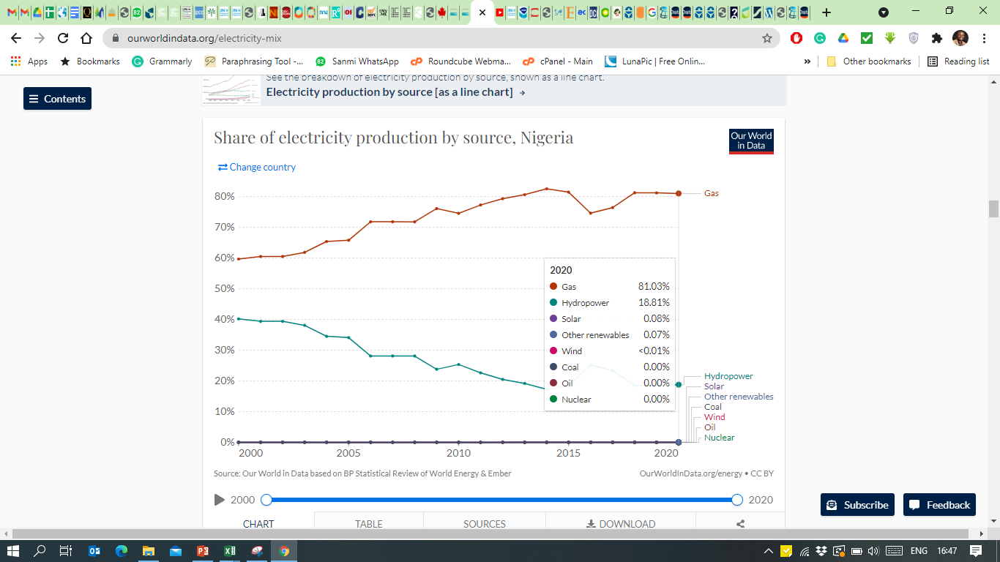 ourworldindata.org/electricity-mix
Apps
Bookmarks
Grammarly
Paraphrasing Tool -...
82
Sanmi WhatsApp
Roundcube Webma...
cPanel - Main
LunaPic | Free Onlin...
»
Other bookmarks
Reading list
See the breakdown of electricity production by source, shown as a line chart.
Electricity production by source [as a line chart] →
Contents
Share of electricity production by source, Nigeria
Our World
in Data
Change country
80%
70%
60%
50%
40%
30%
20%
10%
0%
2000
2005
2010
2015
2020
Gas
Hydropower
Solar
Other renewables
Coal
Wind
Oil
Nuclear
2020
Gas 81.03%
Hydropower 18.81%
Solar 0.08%
Other renewables 0.07%
Wind <0.01%
Coal 0.00%
Oil 0.00%
Nuclear 0.00%
Source: Our World in Data based on BP Statistical Review of World Energy & Ember
OurWorldInData.org/energy • CC BY
2000
2020
CHART
TABLE
SOURCES
DOWNLOAD
Subscribe
Feedback
ENG
16:47